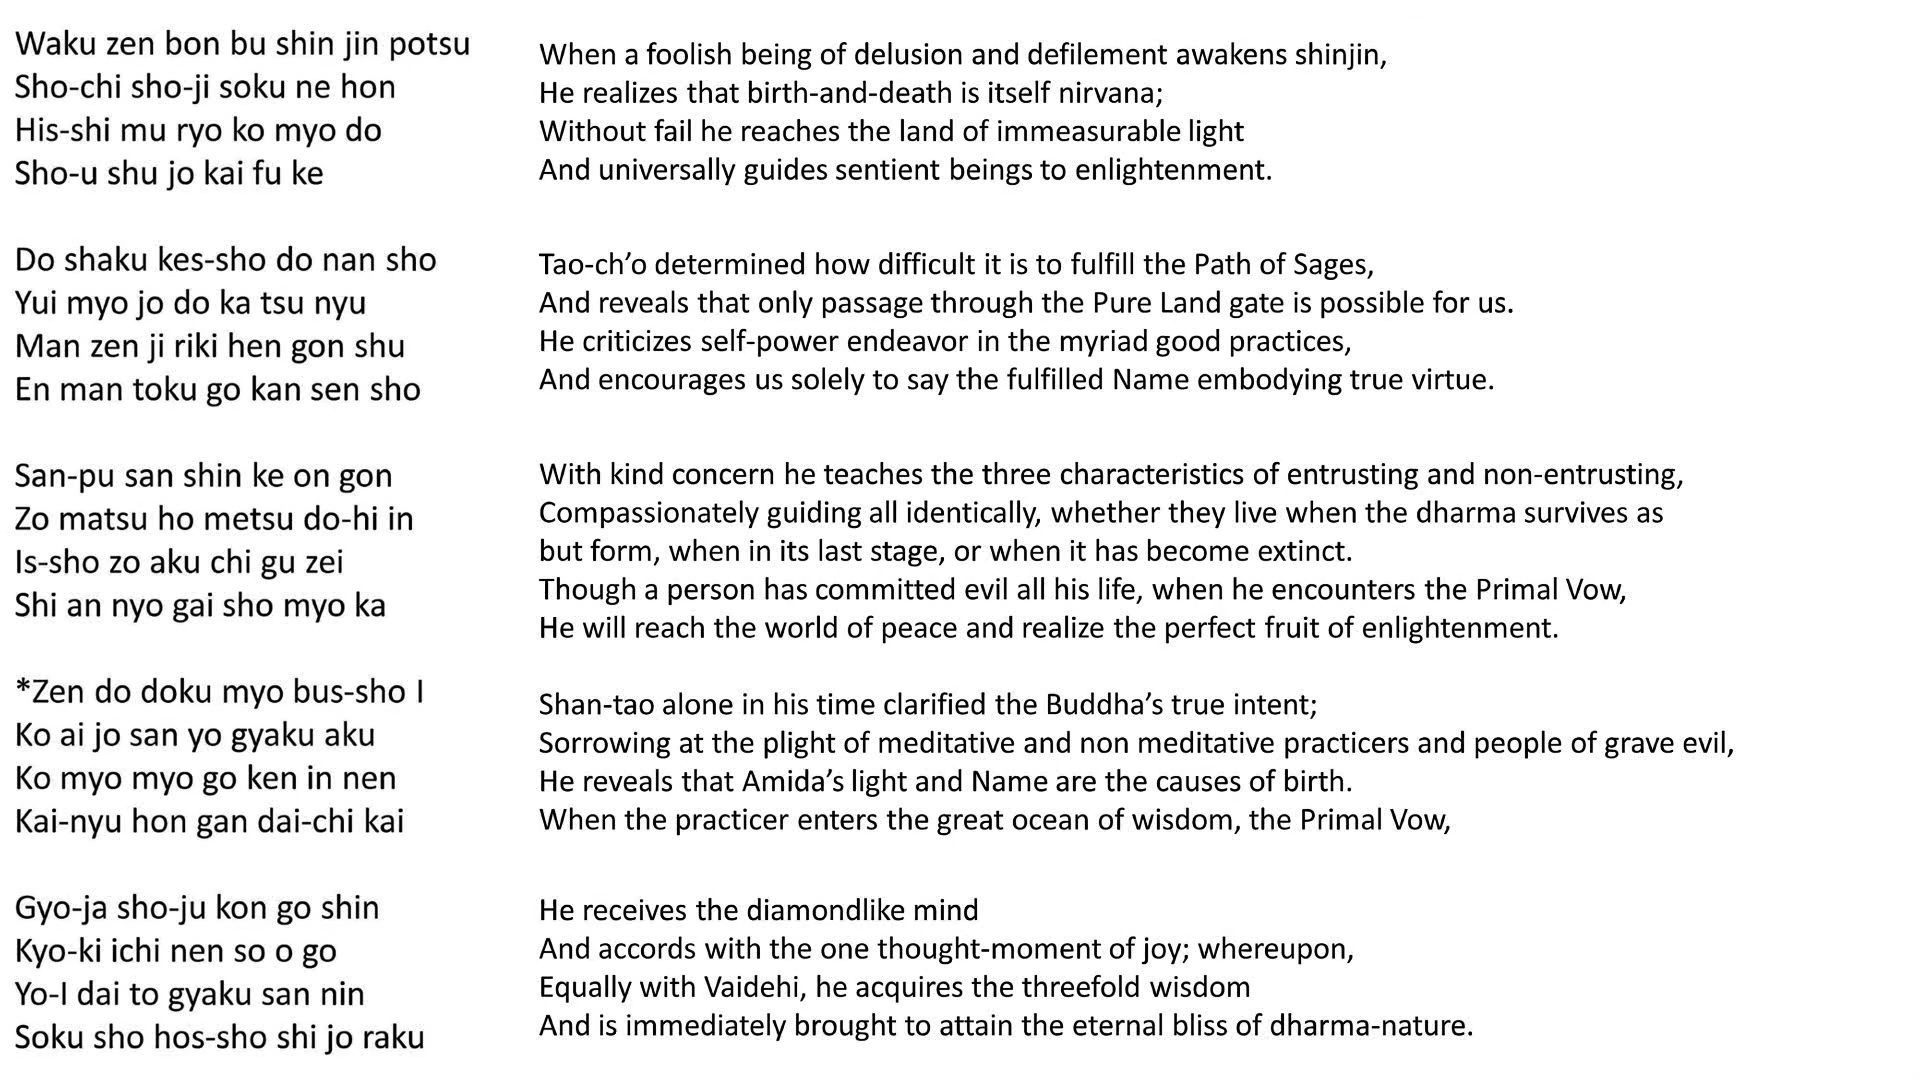 Waku zen bon bu shin jin potsu
Sho-chi sho-ji soku ne hon
His-shi mu ryo ko myo do
Sho-u shu jo kai fu ke
When a foolish being of delusion and defilement awakens shinjin,
He realizes that birth-and-death is itself nirvana;
Without fail he reaches the land of immeasurable light
And universally guides sentient beings to enlightenment.
Do shaku kes-sho do nan sho
Yui myo jo do ka tsu nyu
Man zen ji riki hen gon shu
En man toku go kan sen sho
Tao-ch’o determined how difficult it is to fulfill the Path of Sages,
And reveals that only passage through the Pure Land gate is possible for us.
He criticizes self-power endeavor in the myriad good practices,
And encourages us solely to say the fulfilled Name embodying true virtue.
San-pu san shin ke on gon
Zo matsu ho metsu do-hi in
Is-sho zo aku chi gu zei
Shi an nyo gai sho myo ka
With kind concern he teaches the three characteristics of entrusting and non-entrusting,
Compassionately guiding all identically, whether they live when the dharma survives as
but form, when in its last stage, or when it has become extinct.
Though a person has committed evil all his life, when he encounters the Primal Vow,
He will reach the world of peace and realize the perfect fruit of enlightenment.
*Zen do doku myo bus-sho I
Ko ai jo san yo gyaku aku
Ko myo myo go ken in nen
Kai-nyu hon gan dai-chi kai
Shan-tao alone in his time clarified the Buddha’s true intent;
Sorrowing at the plight of meditative and non meditative practicers and people of grave evil,
He reveals that Amida’s light and Name are the causes of birth.
When the practicer enters the great ocean of wisdom, the Primal Vow,
Gyo-ja sho-ju kon go shin
Kyo-ki ichi nen so o go
Yo-I dai to gyaku san nin
Soku sho hos-sho shi jo raku
He receives the diamondlike mind
And accords with the one thought-moment of joy; whereupon,
Equally with Vaidehi, he acquires the threefold wisdom
And is immediately brought to attain the eternal bliss of dharma-nature.